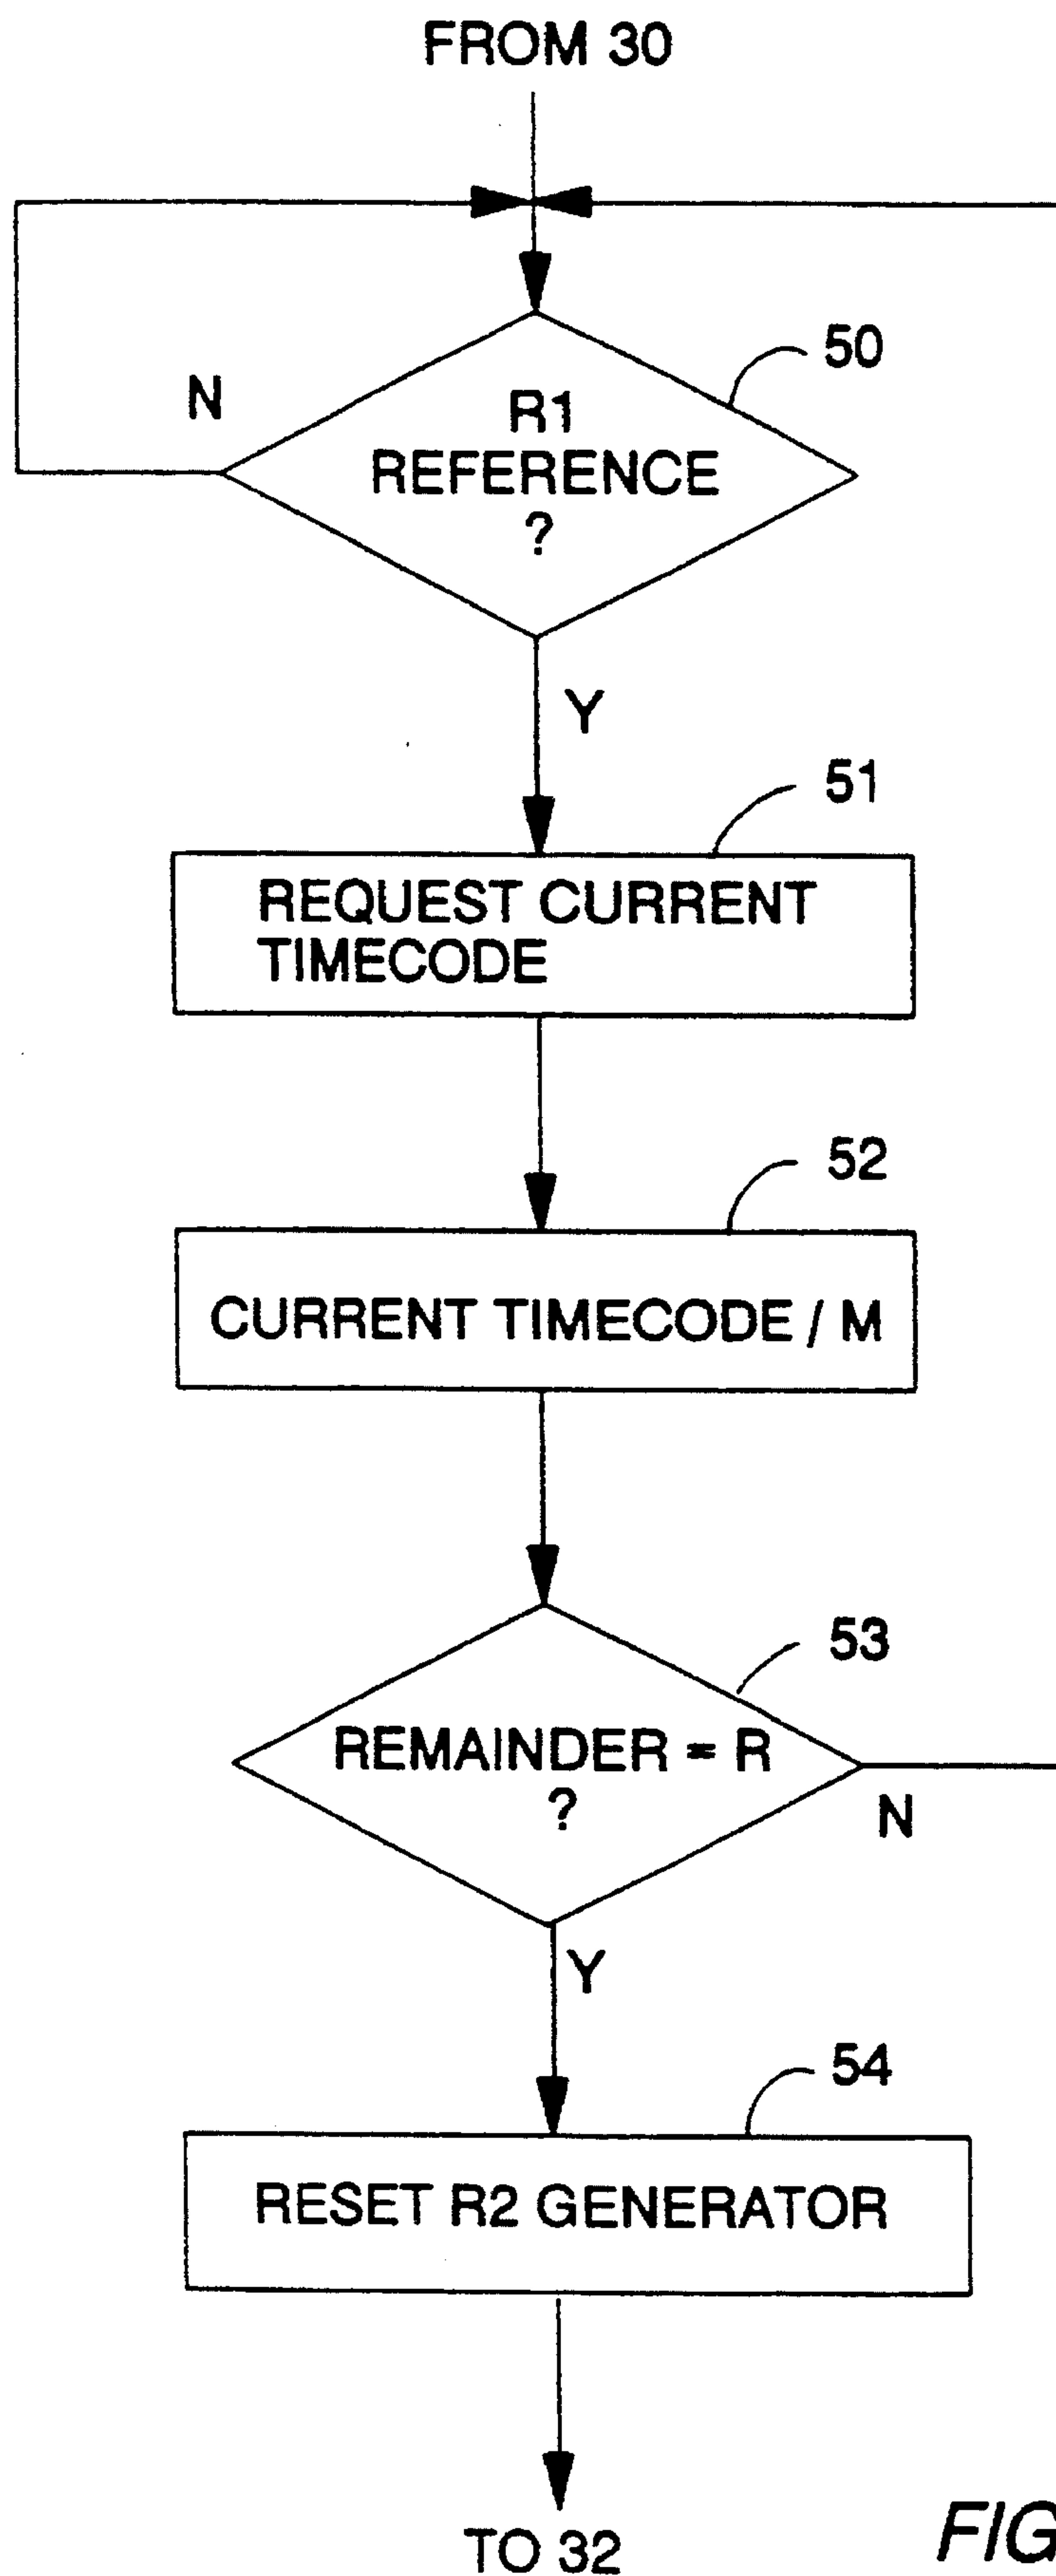 FROM 30
50
N
R1
REFERENCE
?
Y
51
REQUEST CURRENT
TIMECODE
52
CURRENT TIMECODE / M
53
REMAINDER = R
?
N
Y
54
RESET R2 GENERATOR
TO 32
FIG